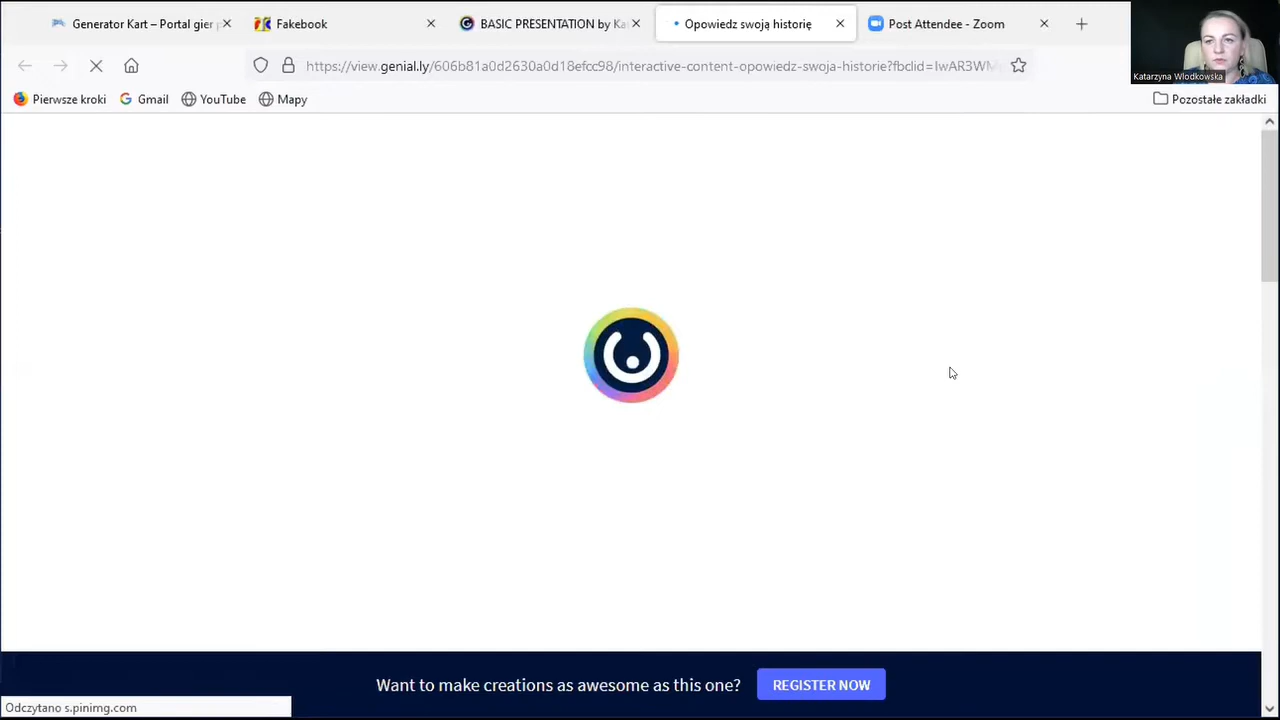 Generator Kart – Portal gier p
Fakebook
BASIC PRESENTATION by Ka
Opowiedz swoją historię
Post Attendee - Zoom
https://view.genial.ly/606b81a0d2630a0d18efcc98/interactive-content-opowiedz-swoja-historie?fbclid=IwAR3WM
Katarzyna Wlodkowska
Pierwsze kroki
Gmail
YouTube
Mapy
Pozostałe zakładki
Want to make creations as awesome as this one?
REGISTER NOW
Odczytano s.pinimg.com